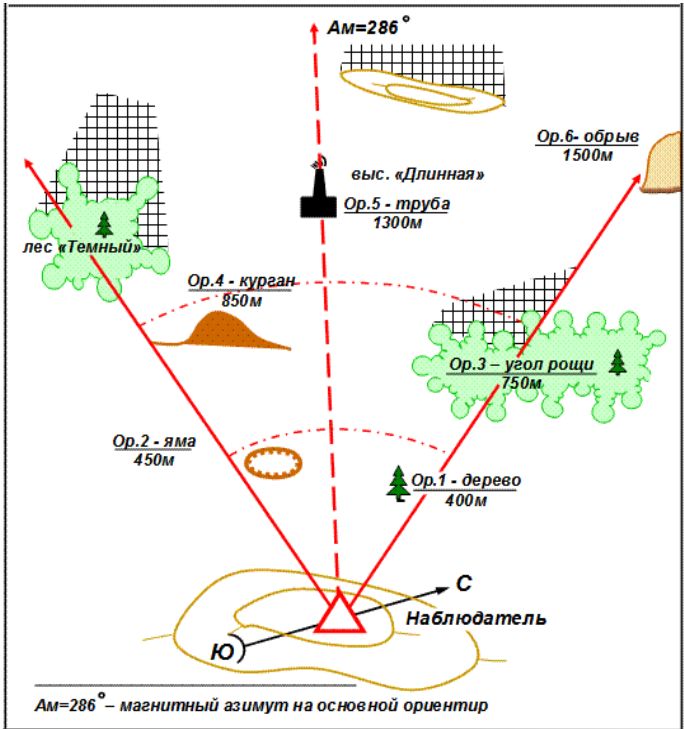 Ам=286°
Ор.6- обрыв
1500м
выс. «Длинная»
Ор.5 - труба
1300м
лес «Темный»
Ор.4 - курган
850м
Ор.3 – угол рощи
750м
Ор.2 - яма
450м
Ор.1 - дерево
400м
С
Наблюдатель
Ю
Ам=286° – магнитный азимут на основной ориентир